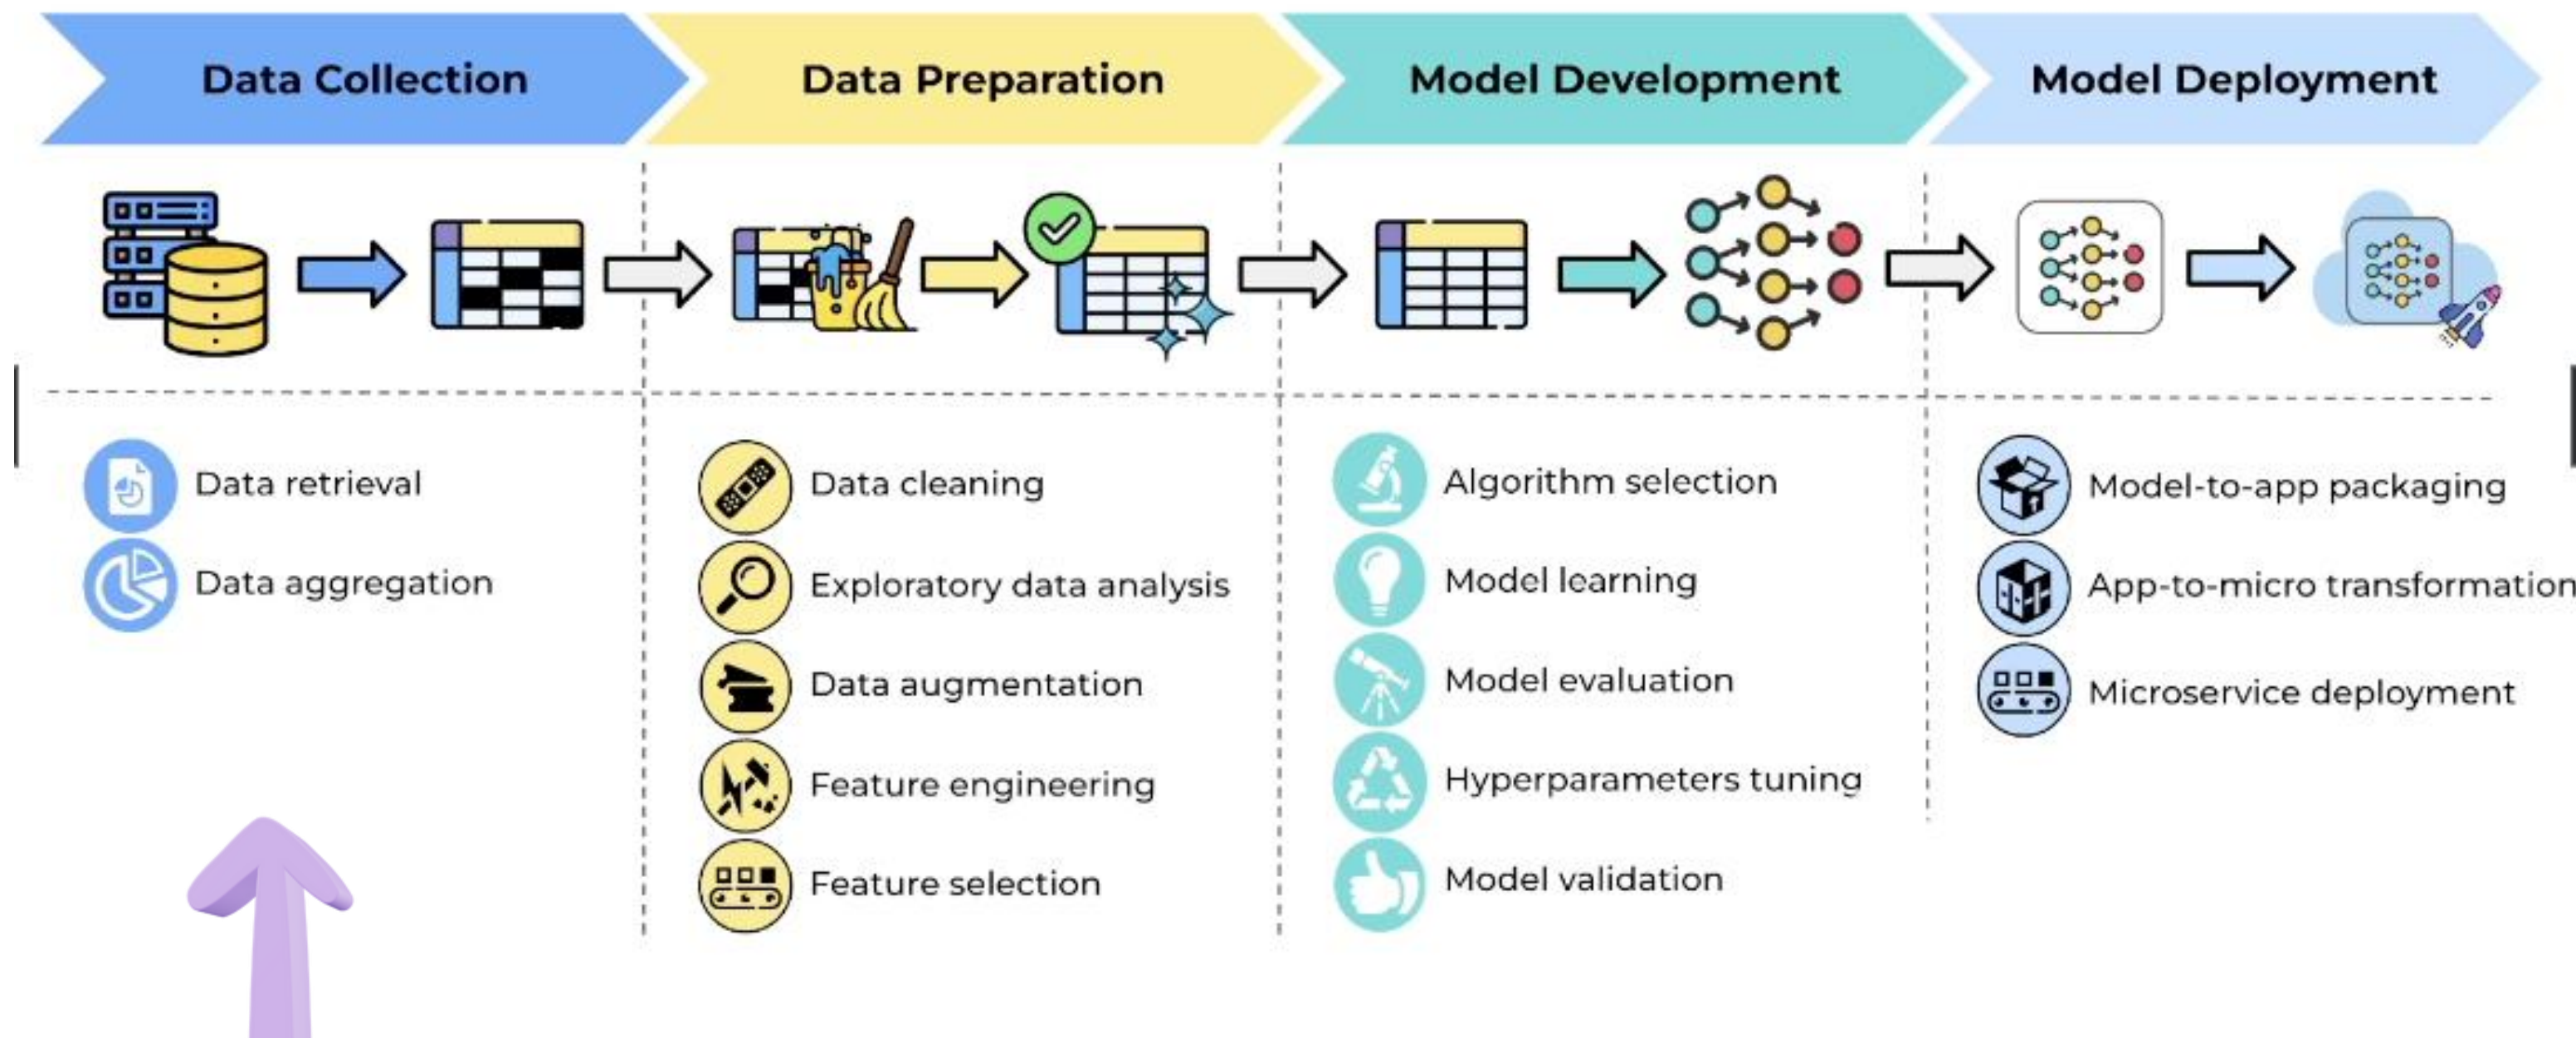 Data Collection
Data Preparation
Model Development
Model Deployment
Data retrieval
Data aggregation
Data cleaning
Exploratory data analysis
Data augmentation
Feature engineering
Feature selection
Algorithm selection
Model learning
Model evaluation
Hyperparameters tuning
Model validation
Model-to-app packaging
App-to-micro transformation
Microservice deployment